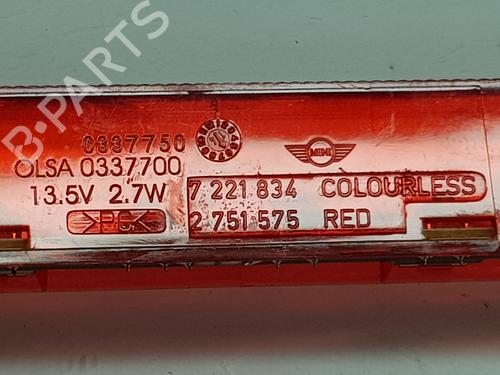 B-PARTS
0337750
OLSA 0337700
13.5V 2.7W
>PC<
MINI
7 221 834 COLOURLESS
2 751 575 RED